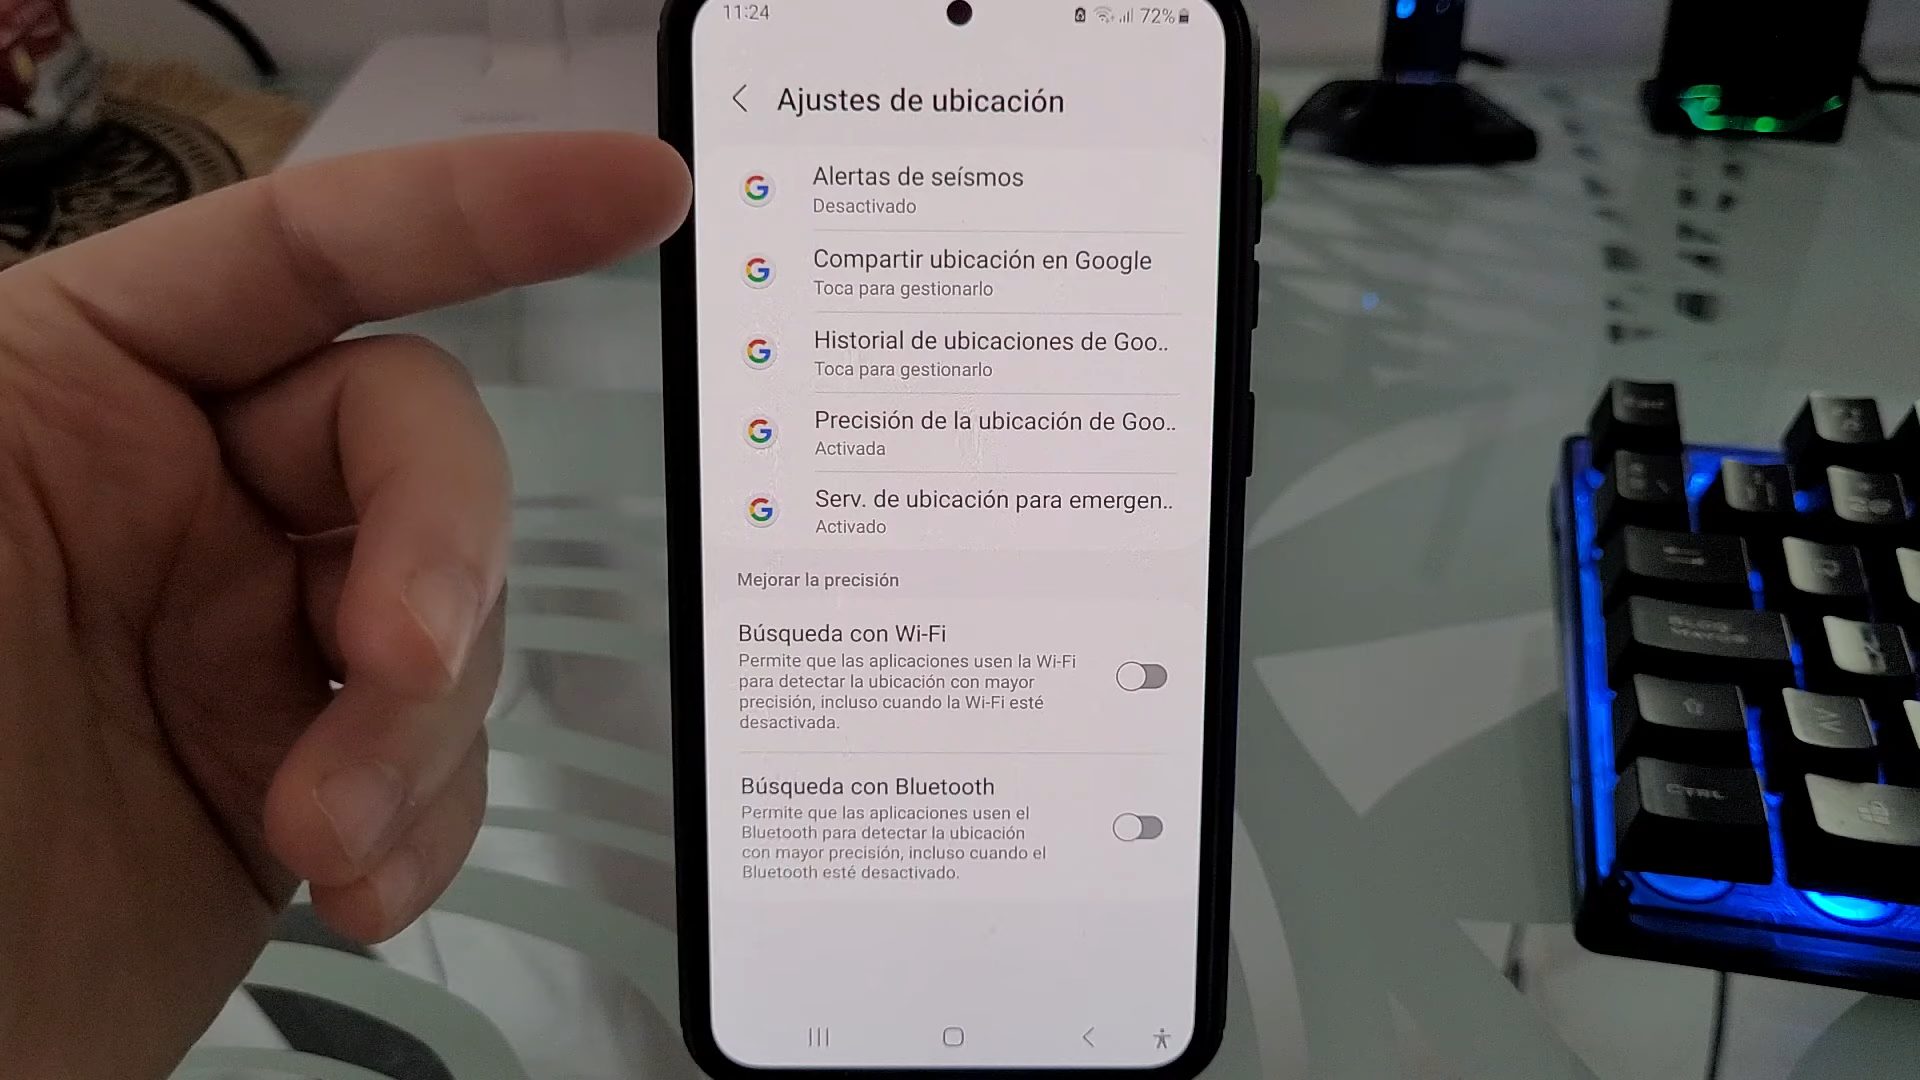 11:24
72%
Ajustes de ubicación
Alertas de seísmos
Desactivado
Compartir ubicación en Google
Toca para gestionarlo
Historial de ubicaciones de Goo..
Toca para gestionarlo
Precisión de la ubicación de Goo..
Activada
Serv. de ubicación para emergen..
Activado
Mejorar la precisión
Búsqueda con Wi-Fi
Permite que las aplicaciones usen la Wi-Fi
para detectar la ubicación con mayor
precisión, incluso cuando la Wi-Fi esté
desactivada.
Búsqueda con Bluetooth
Permite que las aplicaciones usen el
Bluetooth para detectar la ubicación
con mayor precisión, incluso cuando el
Bluetooth esté desactivado.
BLOQ
MAYUS
CTRL